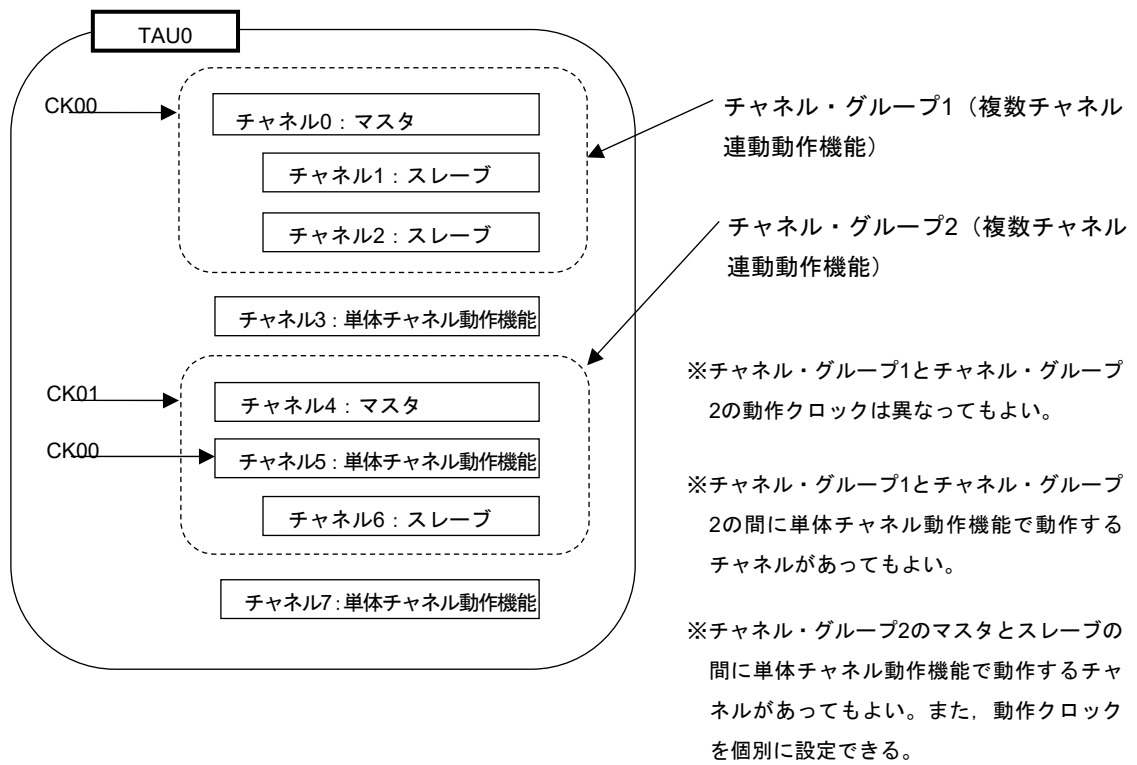 TAU0
CK00
チャネル0：マスタ
チャネル1：スレーブ
チャネル2：スレーブ
チャネル・グループ1（複数チャネル
連動動作機能）
チャネル3：単体チャネル動作機能
チャネル・グループ2（複数チャネル
連動動作機能）
CK01
チャネル4：マスタ
CK00
チャネル5：単体チャネル動作機能
チャネル6：スレーブ
チャネル7：単体チャネル動作機能
※チャネル・グループ1とチャネル・グループ
2の動作クロックは異なってもよい。
※チャネル・グループ1とチャネル・グループ
2の間に単体チャネル動作機能で動作する
チャネルがあってもよい。
※チャネル・グループ2のマスタとスレーブの
間に単体チャネル動作機能で動作するチャ
ネルがあってもよい。また，動作クロック
を個別に設定できる。